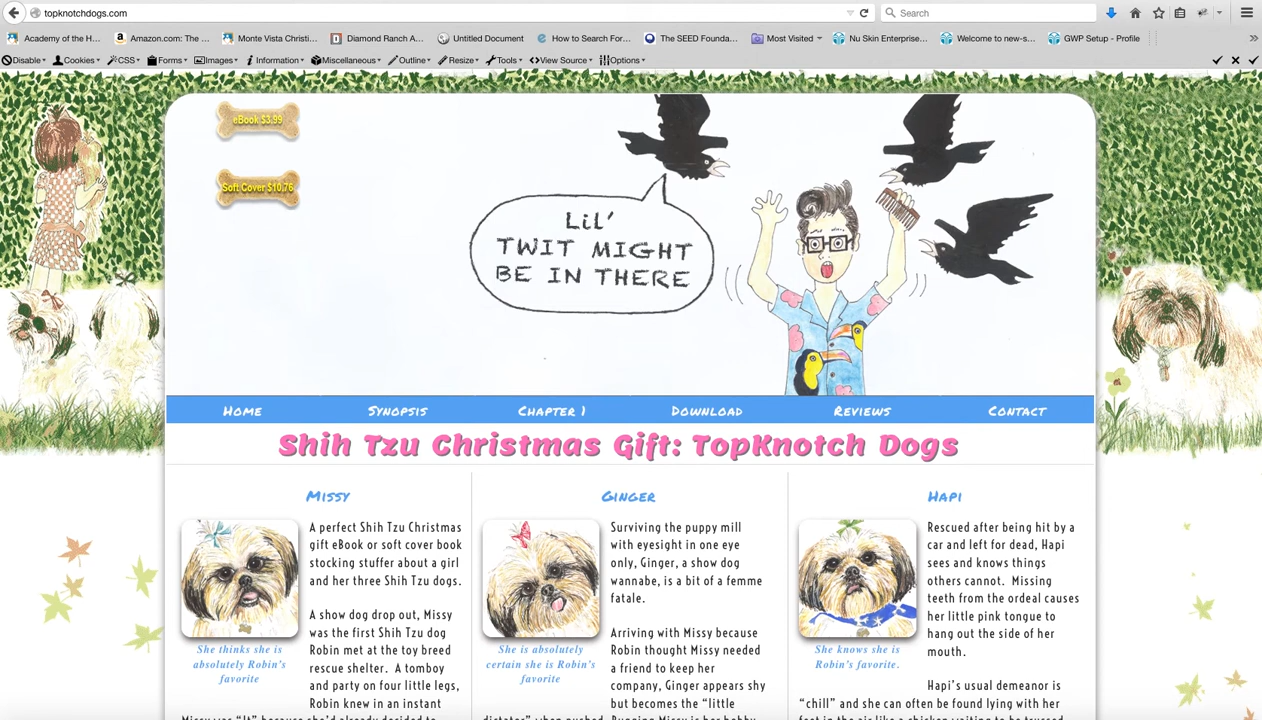 topknotchdogs.com
Search
Academy of the H...
Amazon.com: The ...
Monte Vista Christi...
Diamond Ranch A...
Untitled Document
How to Search For...
The SEED Founda...
Most Visited
Nu Skin Enterprise...
Welcome to new-s...
GWP Setup - Profile
Disable
Cookies
CSS
Forms
Images
Information
Miscellaneous
Outline
Resize
Tools
View Source
Options
eBook $3.99
Soft Cover $10.76
Lil'
TWIT MIGHT
BE IN THERE
Home
Synopsis
Chapter 1
Download
Reviews
Contact
Shih Tzu Christmas Gift: TopKnotch Dogs
Missy
A perfect Shih Tzu Christmas
gift eBook or soft cover book
stocking stuffer about a girl
and her three Shih Tzu dogs.
A show dog drop out, Missy
was the first Shih Tzu dog
Robin met at the toy breed
rescue shelter.  A tomboy
and party on four little legs,
Robin knew in an instant
She thinks she is
absolutely Robin's
favorite
Ginger
Surviving the puppy mill
with eyesight in one eye
only, Ginger, a show dog
wannabe, is a bit of a femme
fatale.
Arriving with Missy because
Robin thought Missy needed
a friend to keep her
company, Ginger appears shy
but becomes the "little
She is absolutely
certain she is Robin's
favorite
Hapi
Rescued after being hit by a
car and left for dead, Hapi
sees and knows things
others cannot.  Missing
teeth from the ordeal causes
her little pink tongue to
hang out the side of her
mouth.
Hapi's usual demeanor is
"chill" and she can often be found lying with her
She knows she is
Robin's favorite.